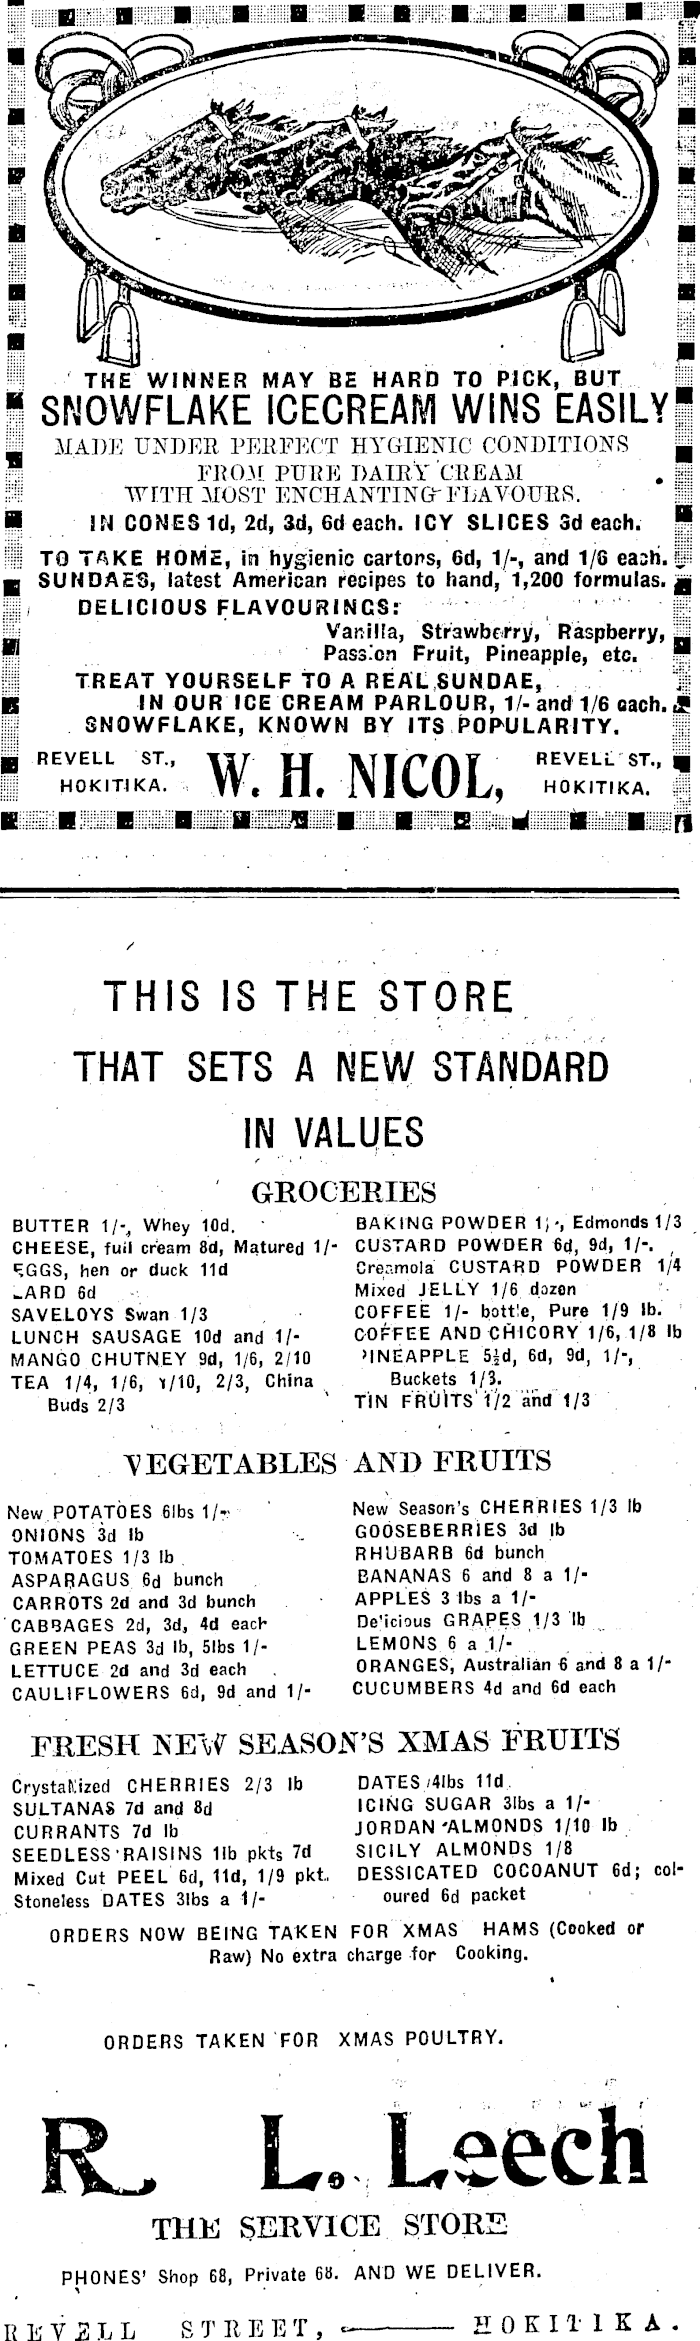 THE WINNER MAY BE HARD TO PICK, BUT
SNOWFLAKE ICECREAM WINS EASILY
MADE UNDER PERFECT HYGIENIC CONDITIONS
FROM PURE DAIRY CREAM
WITH MOST ENCHANTING FLAVOURS.
IN CONES 1d, 2d, 3d, 6d each. ICY SLICES 3d each.
TO TAKE HOME, in hygienic cartons, 6d, 1/-, and 1/6 each.
SUNDAES, latest American recipes to hand, 1,200 formulas.
DELICIOUS FLAVOURINGS:
Vanilla, Strawberry, Raspberry,
Passion Fruit, Pineapple, etc.
TREAT YOURSELF TO A REAL SUNDAE,
IN OUR ICE CREAM PARLOUR, 1/- and 1/6 each.
SNOWFLAKE, KNOWN BY ITS POPULARITY.
REVELL ST., HOKITIKA.
W. H. NICOL,
REVELL ST., HOKITIKA.
THIS IS THE STORE
THAT SETS A NEW STANDARD
IN VALUES
GROCERIES
BUTTER 1/-, Whey 10d.
CHEESE, full cream 8d, Matured 1/-
EGGS, hen or duck 11d
LARD 6d
SAVELOYS Swan 1/3
LUNCH SAUSAGE 10d and 1/-
MANGO CHUTNEY 9d, 1/6, 2/10
TEA 1/4, 1/6, 1/10, 2/3, China
Buds 2/3
BAKING POWDER 1/-, Edmonds 1/3
CUSTARD POWDER 6d, 9d, 1/-.
Creamola CUSTARD POWDER 1/4
Mixed JELLY 1/6 dozen
COFFEE 1/- bottle, Pure 1/9 lb.
COFFEE AND CHICORY 1/6, 1/8 lb
PINEAPPLE 5½d, 6d, 9d, 1/-,
Buckets 1/3.
TIN FRUITS 1/2 and 1/3
VEGETABLES AND FRUITS
New POTATOES 6lbs 1/-
ONIONS 3d lb
TOMATOES 1/3 lb
ASPARAGUS 6d bunch
CARROTS 2d and 3d bunch
CABBAGES 2d, 3d, 4d each
GREEN PEAS 3d lb, 5lbs 1/-
LETTUCE 2d and 3d each
CAULIFLOWERS 6d, 9d and 1/-
New Season's CHERRIES 1/3 lb
GOOSEBERRIES 3d lb
RHUBARB 6d bunch
BANANAS 6 and 8 a 1/-
APPLES 3 lbs a 1/-
Delicious GRAPES 1/3 lb
LEMONS 6 a 1/-
ORANGES, Australian 6 and 8 a 1/-
CUCUMBERS 4d and 6d each
FRESH NEW SEASON'S XMAS FRUITS
Crystallized CHERRIES 2/3 lb
SULTANAS 7d and 8d
CURRANTS 7d lb
SEEDLESS RAISINS 1lb pkts 7d
Mixed Cut PEEL 6d, 11d, 1/9 pkt.
Stoneless DATES 3lbs a 1/-
DATES 4lbs 11d
ICING SUGAR 3lbs a 1/-
JORDAN ALMONDS 1/10 lb
SICILY ALMONDS 1/8
DESSICATED COCOANUT 6d; col-
oured 6d packet
ORDERS NOW BEING TAKEN FOR XMAS HAMS (Cooked or
Raw) No extra charge for Cooking.
ORDERS TAKEN FOR XMAS POULTRY.
R. L. Leech
THE SERVICE STORE
PHONES' Shop 68, Private 68. AND WE DELIVER.
REVELL STREET, — HOKITIKA.